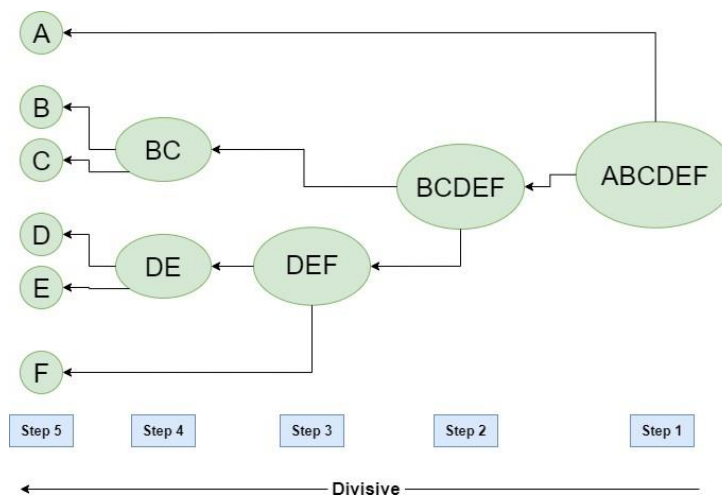 A
B
BC
C
BCDEF
ABCDEF
D
DE
DEF
E
F
Step 5
Step 4
Step 3
Step 2
Step 1
Divisive